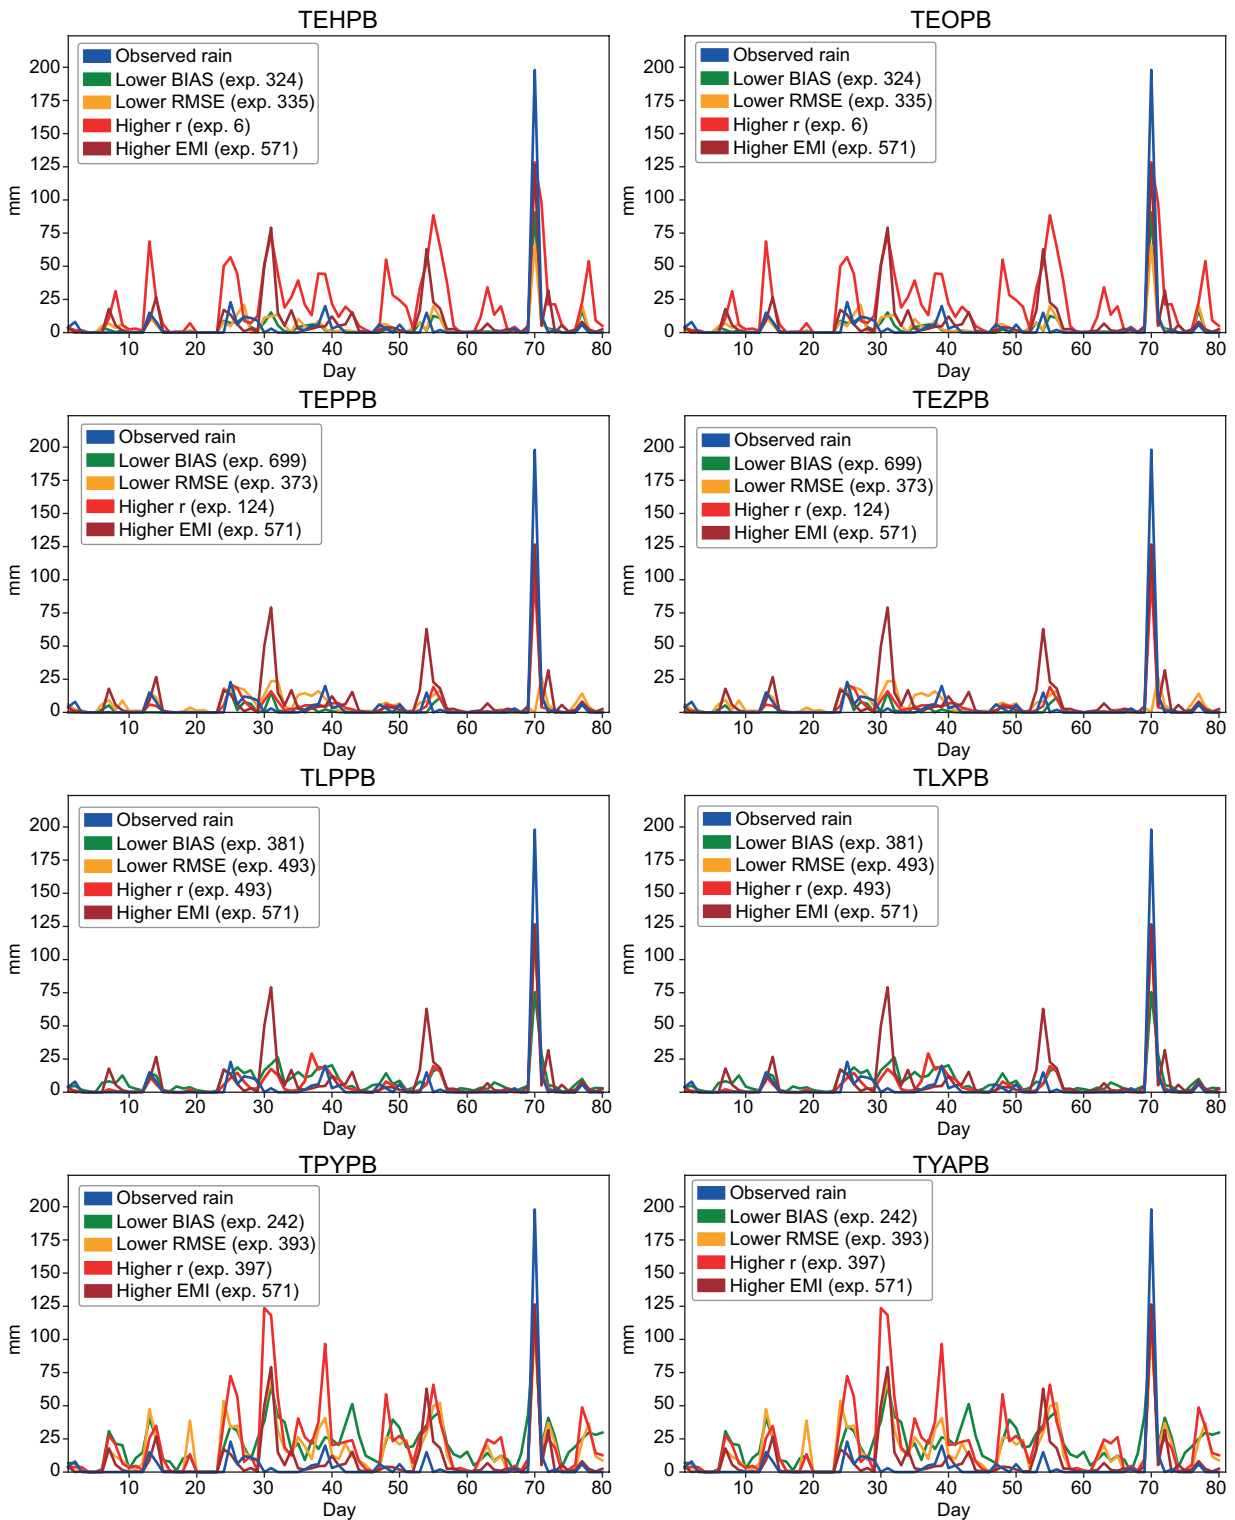 TEHPB
TEOPB
Observed rain
Lower BIAS (exp. 324)
Lower RMSE (exp. 335)
Higher r (exp. 6)
Higher EMI (exp. 571)
Observed rain
Lower BIAS (exp. 324)
Lower RMSE (exp. 335)
Higher r (exp. 6)
Higher EMI (exp. 571)
200
175
150
125
100
75
50
25
0
mm
10 20 30 40 50 60 70 80
Day
200
175
150
125
100
75
50
25
0
mm
10 20 30 40 50 60 70 80
Day
TEPPB
TEZPB
Observed rain
Lower BIAS (exp. 699)
Lower RMSE (exp. 373)
Higher r (exp. 124)
Higher EMI (exp. 571)
Observed rain
Lower BIAS (exp. 699)
Lower RMSE (exp. 373)
Higher r (exp. 124)
Higher EMI (exp. 571)
200
175
150
125
100
75
50
25
0
mm
10 20 30 40 50 60 70 80
Day
200
175
150
125
100
75
50
25
0
mm
10 20 30 40 50 60 70 80
Day
TLPPB
TLXPB
Observed rain
Lower BIAS (exp. 381)
Lower RMSE (exp. 493)
Higher r (exp. 493)
Higher EMI (exp. 571)
Observed rain
Lower BIAS (exp. 381)
Lower RMSE (exp. 493)
Higher r (exp. 493)
Higher EMI (exp. 571)
200
175
150
125
100
75
50
25
0
mm
10 20 30 40 50 60 70 80
Day
200
175
150
125
100
75
50
25
0
mm
10 20 30 40 50 60 70 80
Day
TPYPB
TYAPB
Observed rain
Lower BIAS (exp. 242)
Lower RMSE (exp. 393)
Higher r (exp. 397)
Higher EMI (exp. 571)
Observed rain
Lower BIAS (exp. 242)
Lower RMSE (exp. 393)
Higher r (exp. 397)
Higher EMI (exp. 571)
200
175
150
125
100
75
50
25
0
mm
10 20 30 40 50 60 70 80
Day
200
175
150
125
100
75
50
25
0
mm
10 20 30 40 50 60 70 80
Day